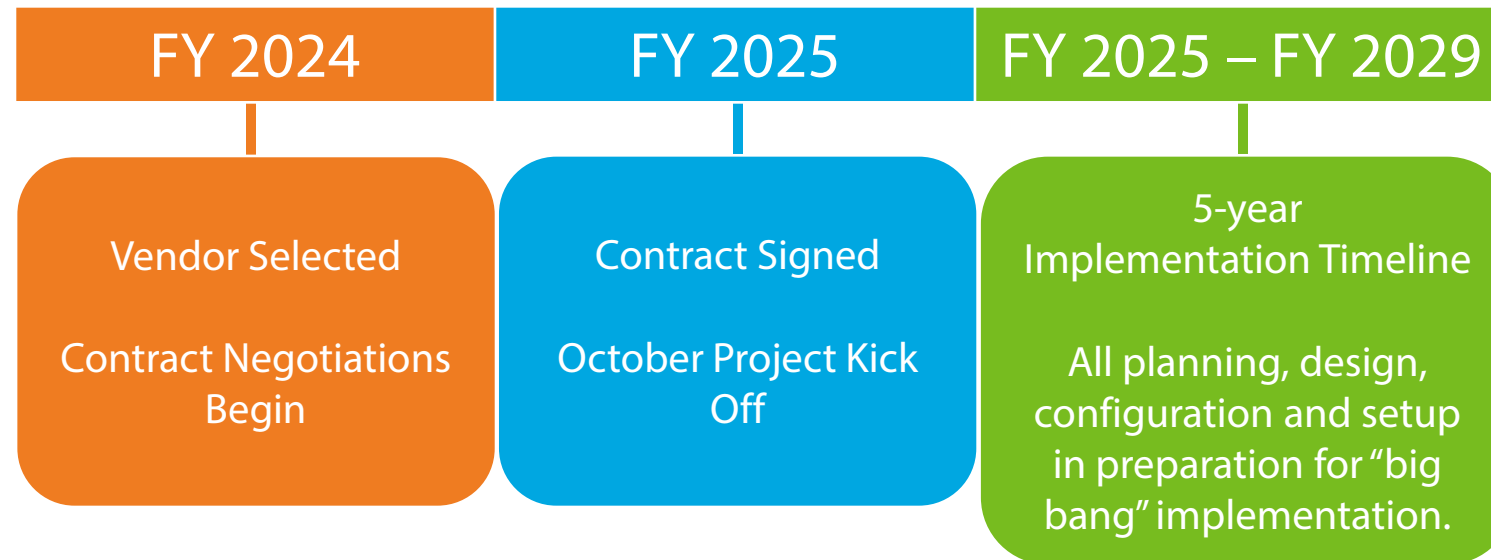 FY 2024
Vendor Selected
Contract Negotiations
Begin
FY 2025
Contract Signed
October Project Kick
Off
FY 2025 – FY 2029
5-year
Implementation Timeline
All planning, design,
configuration and setup
in preparation for “big
bang” implementation.